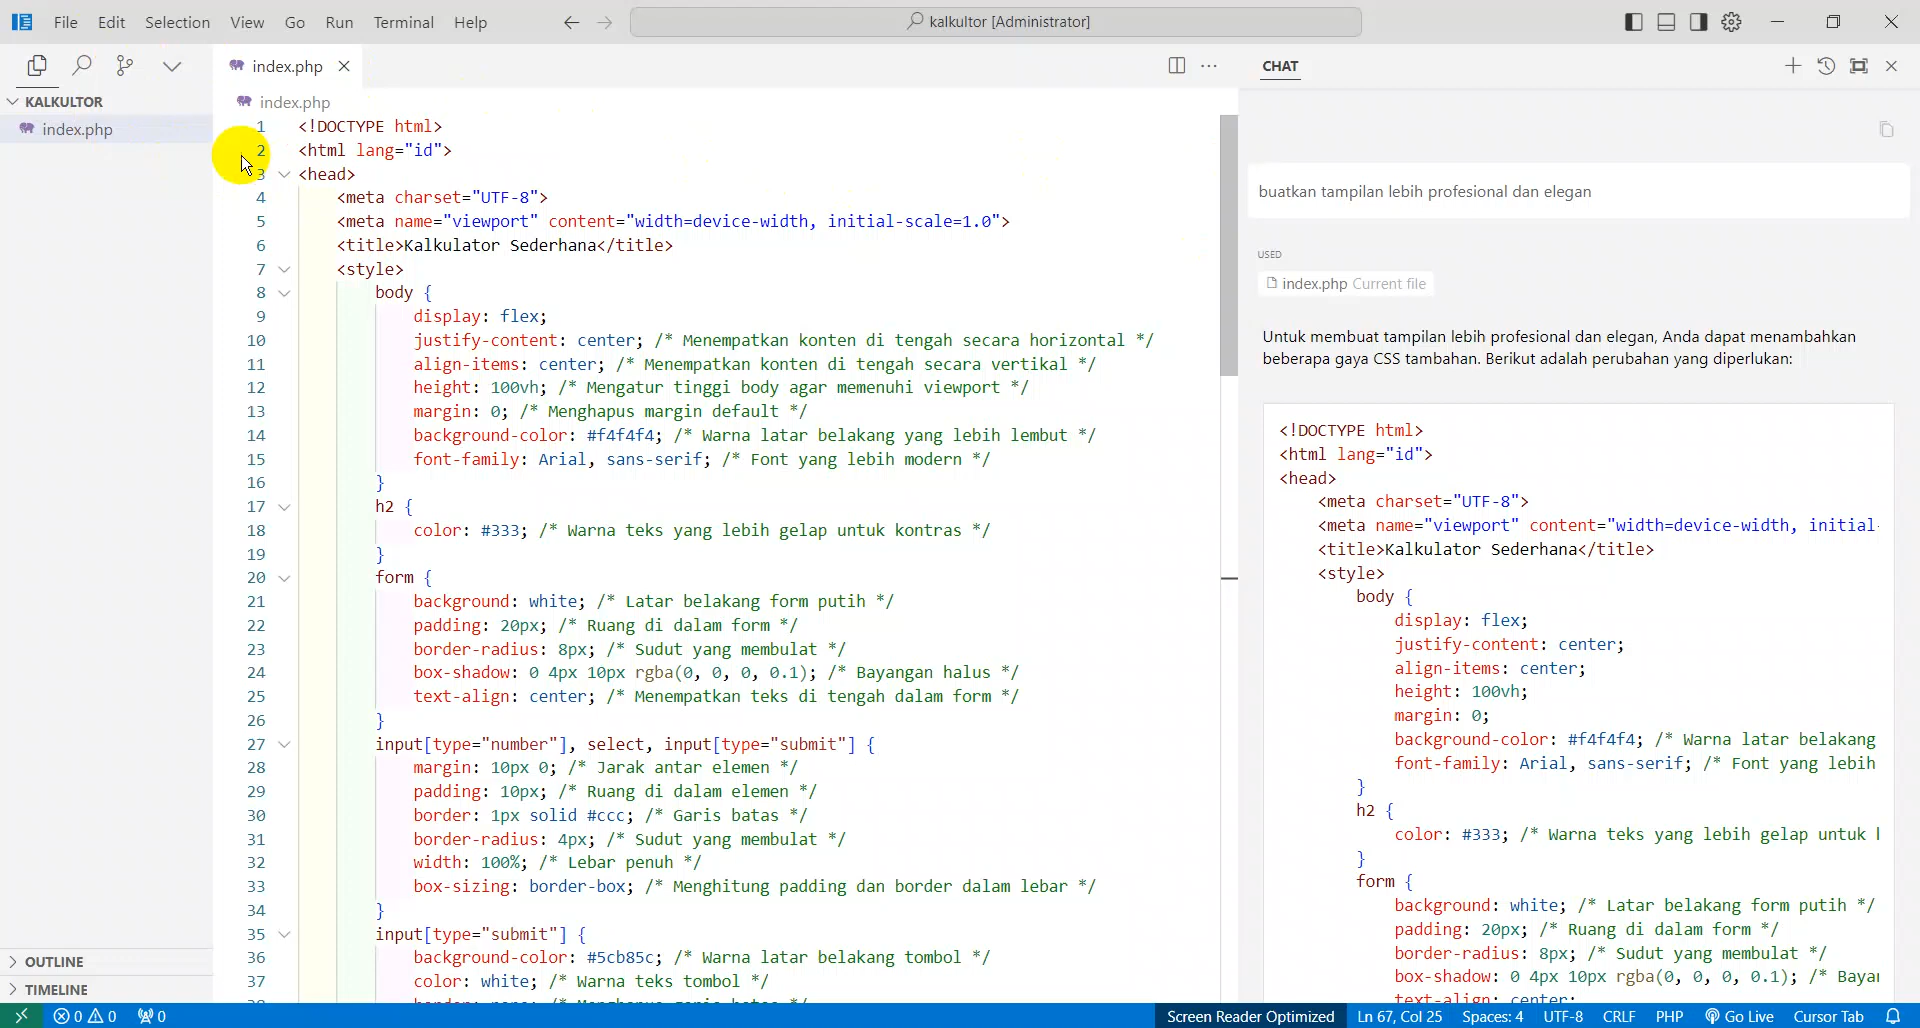 File Edit Selection View Go Run Terminal Help kalkultor [Administrator]
index.php
CHAT
KALKULTOR
index.php
index.php
1 <!DOCTYPE html>
2 <html lang="id">
3 <head>
4 <meta charset="UTF-8">
5 <meta name="viewport" content="width=device-width, initial-scale=1.0">
6 <title>Kalkulator Sederhana</title>
7 <style>
8 body {
9 display: flex;
10 justify-content: center; /* Menempatkan konten di tengah secara horizontal */
11 align-items: center; /* Menempatkan konten di tengah secara vertikal */
12 height: 100vh; /* Mengatur tinggi body agar memenuhi viewport */
13 margin: 0; /* Menghapus margin default */
14 background-color: #f4f4f4; /* Warna latar belakang yang lebih lembut */
15 font-family: Arial, sans-serif; /* Font yang lebih modern */
16 }
17 h2 {
18 color: #333; /* Warna teks yang lebih gelap untuk kontras */
19 }
20 form {
21 background: white; /* Latar belakang form putih */
22 padding: 20px; /* Ruang di dalam form */
23 border-radius: 8px; /* Sudut yang membulat */
24 box-shadow: 0 4px 10px rgba(0, 0, 0, 0.1); /* Bayangan halus */
25 text-align: center; /* Menempatkan teks di tengah dalam form */
26 }
27 input[type="number"], select, input[type="submit"] {
28 margin: 10px 0; /* Jarak antar elemen */
29 padding: 10px; /* Ruang di dalam elemen */
30 border: 1px solid #ccc; /* Garis batas */
31 border-radius: 4px; /* Sudut yang membulat */
32 width: 100%; /* Lebar penuh */
33 box-sizing: border-box; /* Menghitung padding dan border dalam lebar */
34 }
35 input[type="submit"] {
36 background-color: #5cb85c; /* Warna latar belakang tombol */
37 color: white; /* Warna teks tombol */
buatkan tampilan lebih profesional dan elegan
USED
index.php Current file
Untuk membuat tampilan lebih profesional dan elegan, Anda dapat menambahkan
beberapa gaya CSS tambahan. Berikut adalah perubahan yang diperlukan:
<!DOCTYPE html>
<html lang="id">
<head>
<meta charset="UTF-8">
<meta name="viewport" content="width=device-width, initial-
<title>Kalkulator Sederhana</title>
<style>
body {
display: flex;
justify-content: center;
align-items: center;
height: 100vh;
margin: 0;
background-color: #f4f4f4; /* Warna latar belakang
font-family: Arial, sans-serif; /* Font yang lebih
}
h2 {
color: #333; /* Warna teks yang lebih gelap untuk
}
form {
background: white; /* Latar belakang form putih */
padding: 20px; /* Ruang di dalam form */
border-radius: 8px; /* Sudut yang membulat */
box-shadow: 0 4px 10px rgba(0, 0, 0, 0.1); /*
text-align: center;
OUTLINE
TIMELINE
0 0 0 Screen Reader Optimized Ln 67, Col 25 Spaces: 4 UTF-8 CRLF PHP Go Live Cursor Tab